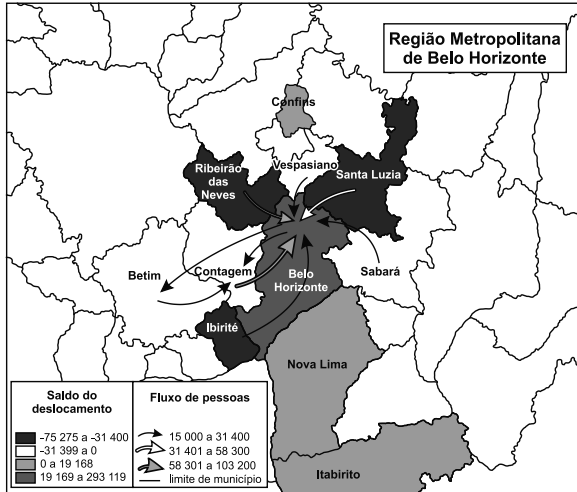 Região Metropolitana
de Belo Horizonte
Confins
Vespasiano
Ribeirão
das
Neves
Santa Luzia
Betim
Contagem
Belo
Horizonte
Sabará
Ibirité
Nova Lima
Itabirito
Saldo do
deslocamento
-75 275 a -31 400
-31 399 a 0
0 a 19 168
19 169 a 293 119
Fluxo de pessoas
15 000 a 31 400
31 401 a 58 300
58 301 a 103 200
limite de município